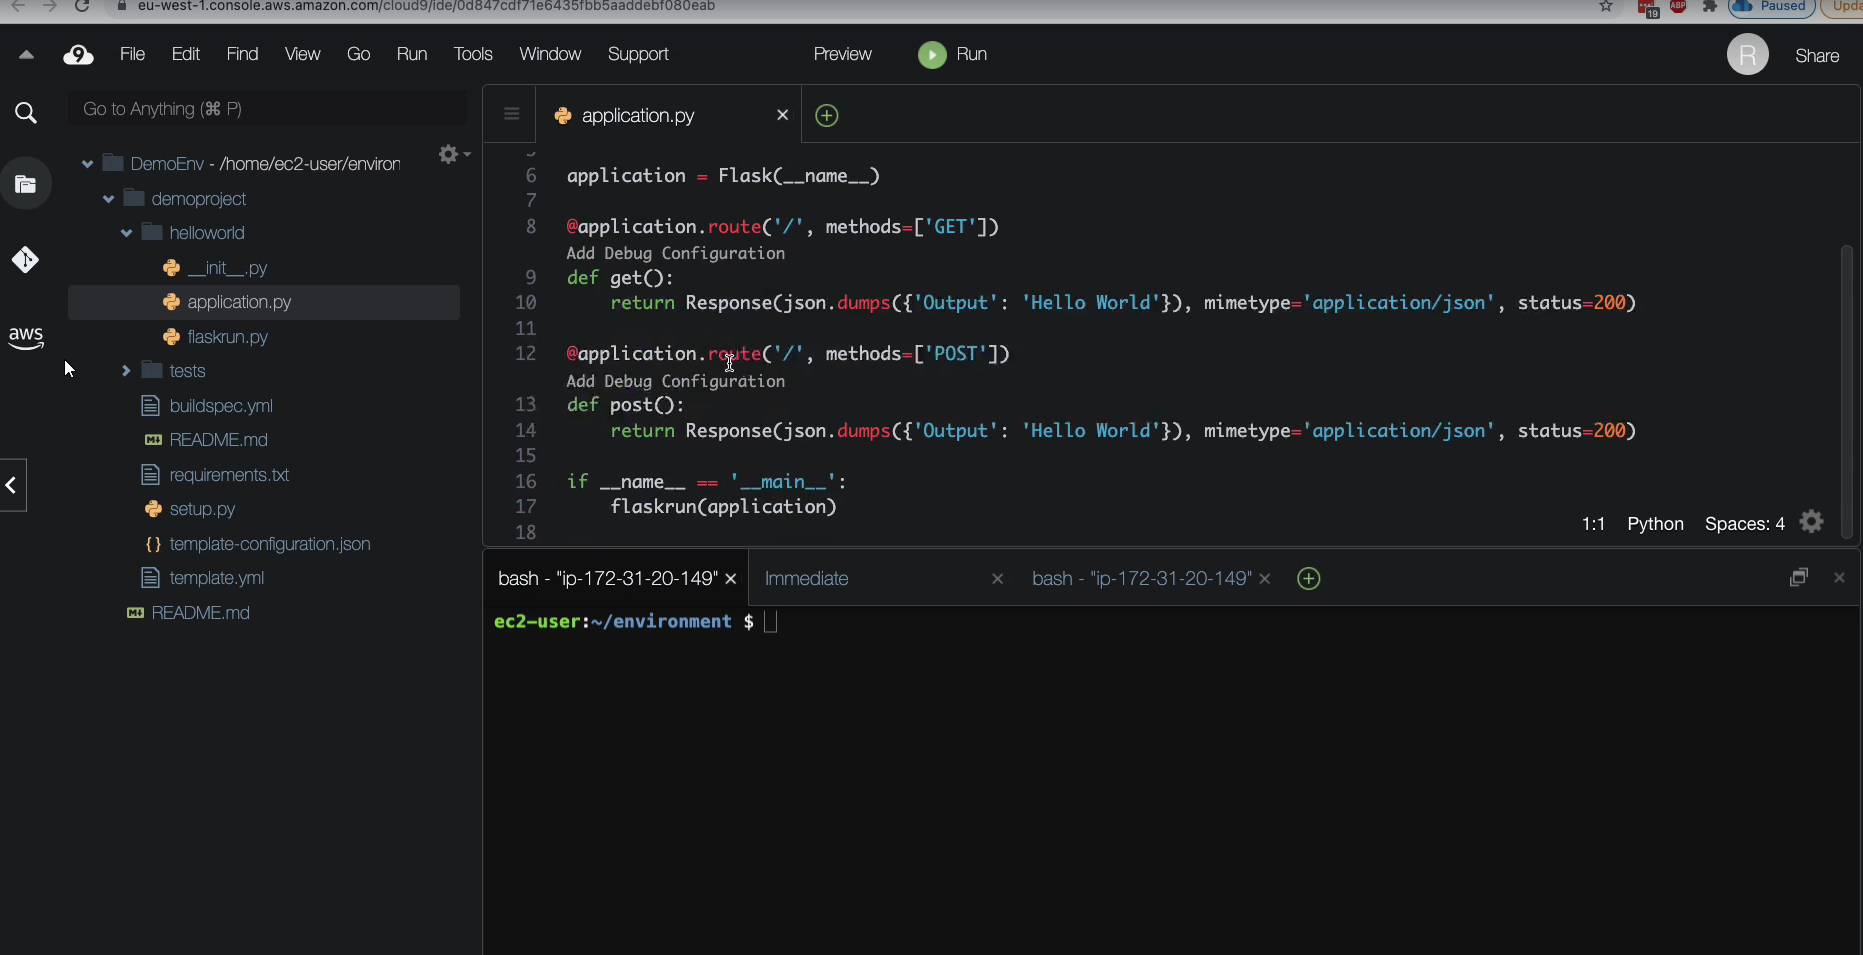 eu-west-1.console.aws.amazon.com/cloud9/ide/0d847cdf71e6435fbb5aaddebf080eab
19
ABP
Paused
Upda
9
File Edit Find View Go Run Tools Window Support Preview Run
R
Share
Go to Anything (⌘ P)
aws
DemoEnv - /home/ec2-user/environ
demoproject
helloworld
__init__.py
application.py
flaskrun.py
tests
buildspec.yml
README.md
requirements.txt
setup.py
template-configuration.json
template.yml
README.md
application.py
6 application = Flask(__name__)
7
8 @application.route('/', methods=['GET'])
Add Debug Configuration
9 def get():
10 return Response(json.dumps({'Output': 'Hello World'}), mimetype='application/json', status=200)
11
12 @application.route('/', methods=['POST'])
Add Debug Configuration
13 def post():
14 return Response(json.dumps({'Output': 'Hello World'}), mimetype='application/json', status=200)
15
16 if __name__ == '__main__':
17 flaskrun(application)
18
1:1 Python Spaces: 4
bash - "ip-172-31-20-149" Immediate bash - "ip-172-31-20-149"
ec2-user:~/environment $